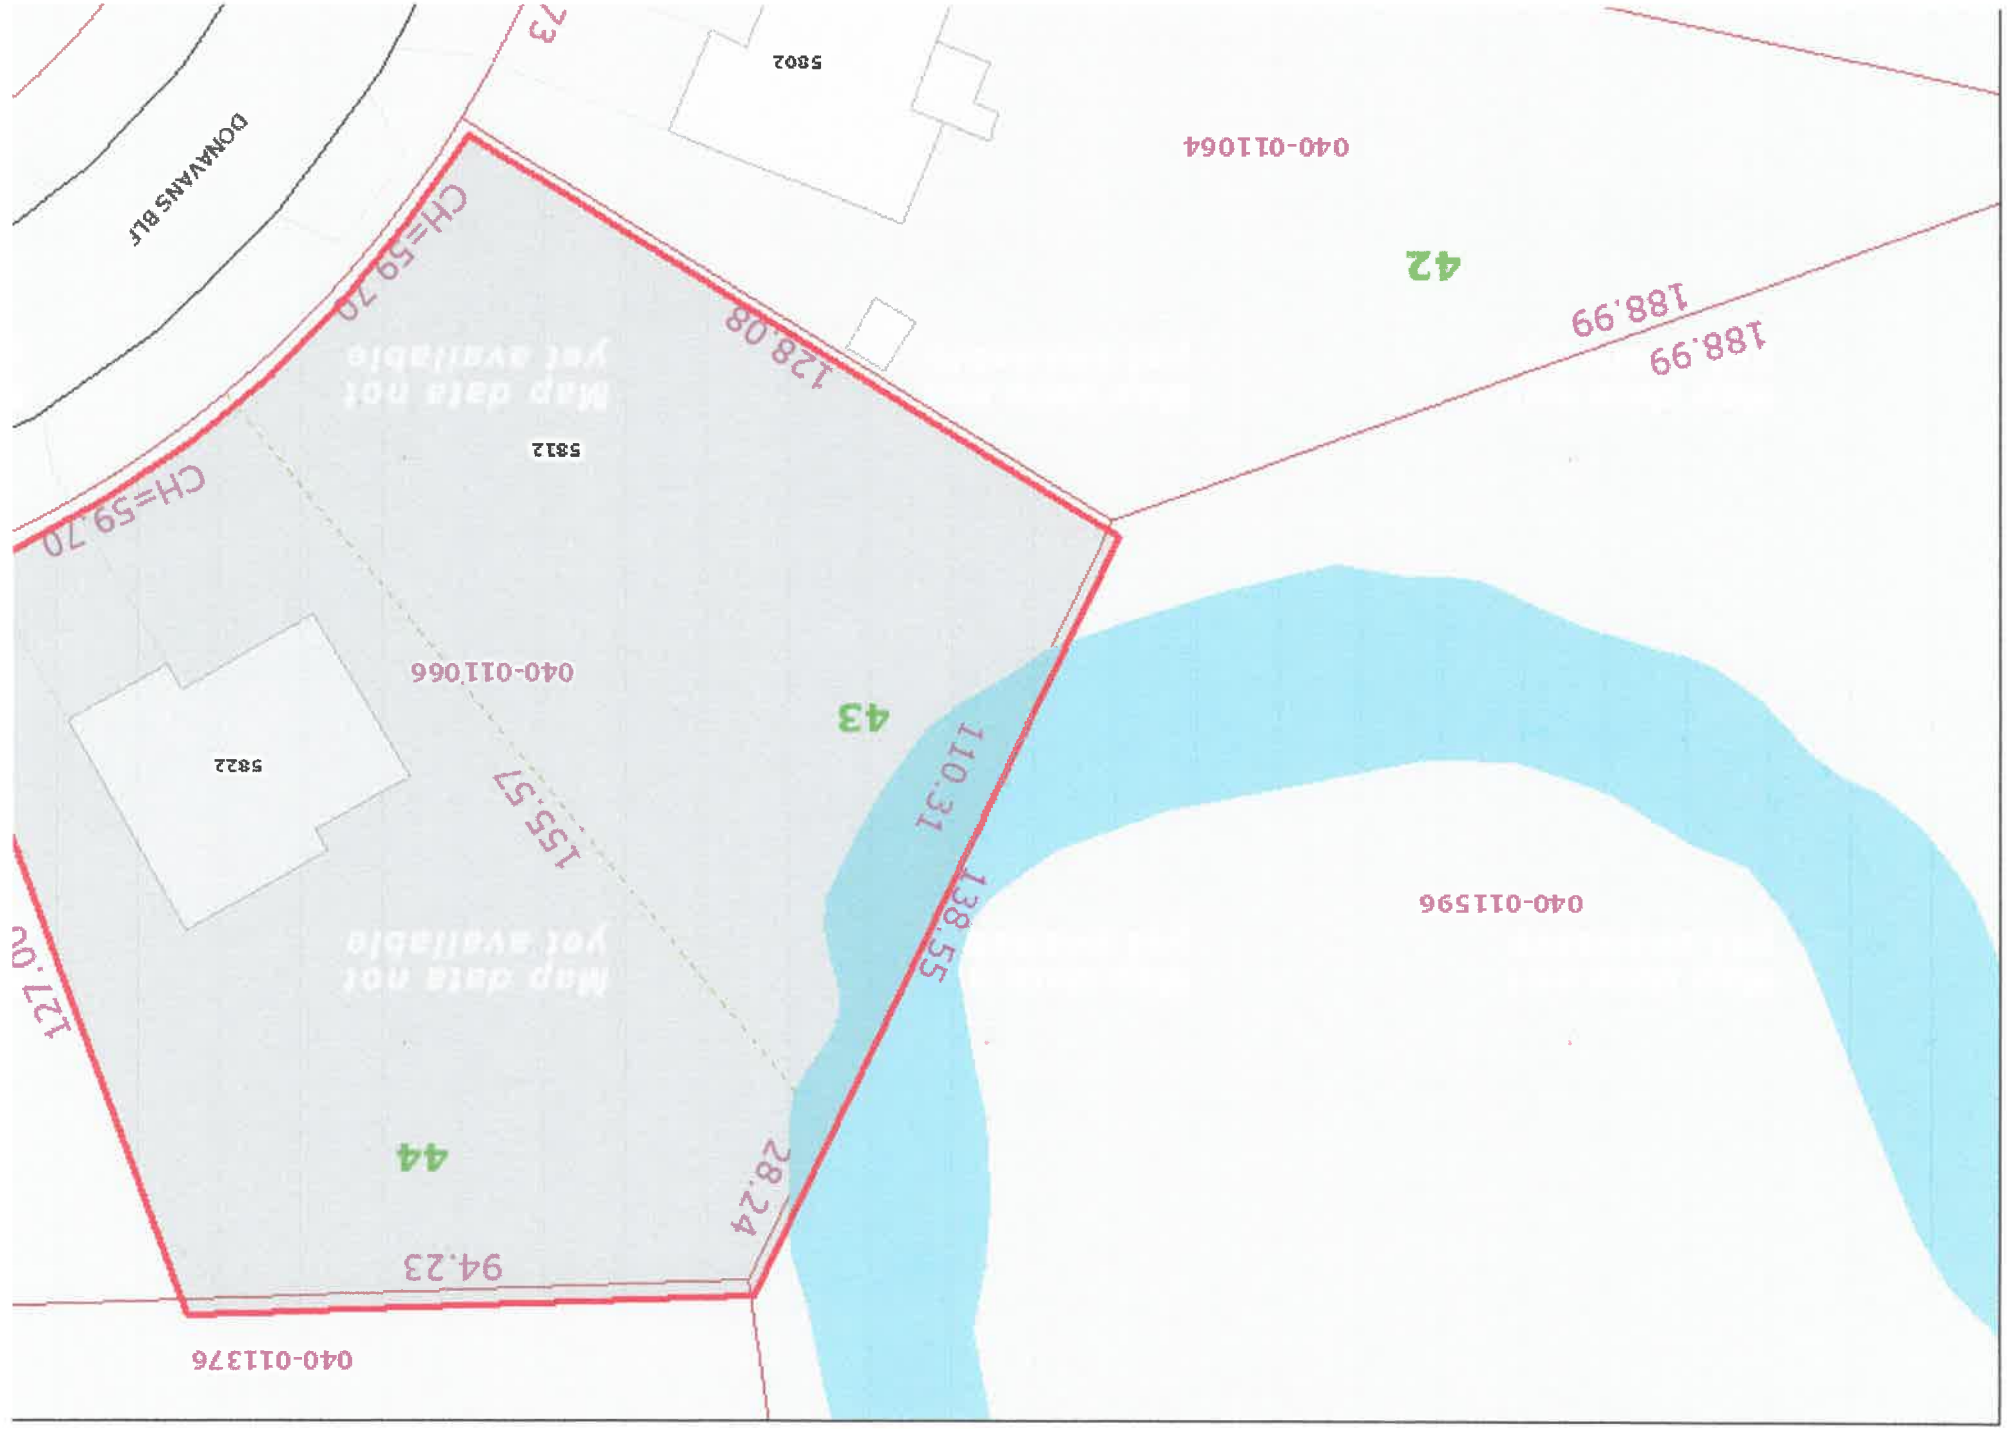 040-011376
94.23
28.24
44
Map data not
yet available
127.0
138.55
040-011596
155.57
110.31
5822
43
040-011066
CH=59.70
5812
Map data not
yet available
188.99
188.99
128.08
42
CH=59.70
DONAVANS BLF
040-011064
5802
73